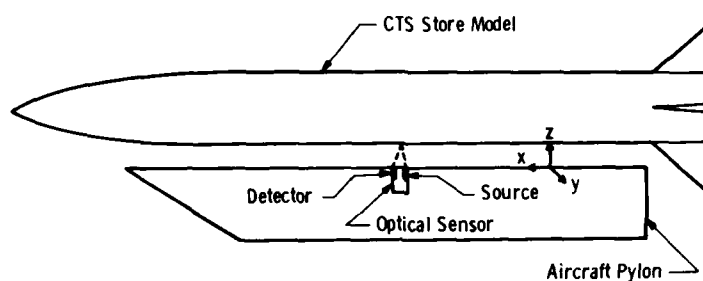 CTS Store Model
z
x
y
Detector
Source
Optical Sensor
Aircraft Pylon